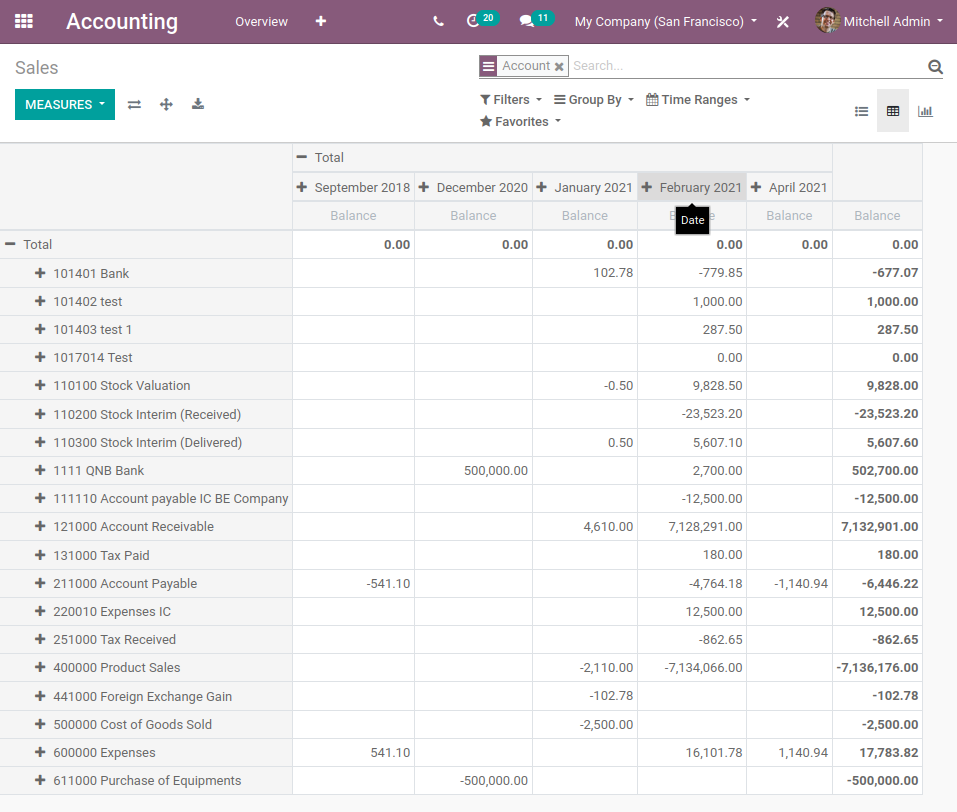 Accounting Overview 20 11 My Company (San Francisco) Mitchell Admin
Sales
Account Search...
MEASURES
Filters Group By Time Ranges
Favorites
Total
September 2018 December 2020 January 2021 February 2021 April 2021
Balance Balance Balance B e Balance Balance
Date
Total 0.00 0.00 0.00 0.00 0.00 0.00
101401 Bank 102.78 -779.85 -677.07
101402 test 1,000.00 1,000.00
101403 test 1 287.50 287.50
1017014 Test 0.00 0.00
110100 Stock Valuation -0.50 9,828.50 9,828.00
110200 Stock Interim (Received) -23,523.20 -23,523.20
110300 Stock Interim (Delivered) 0.50 5,607.10 5,607.60
1111 QNB Bank 500,000.00 2,700.00 502,700.00
111110 Account payable IC BE Company -12,500.00 -12,500.00
121000 Account Receivable 4,610.00 7,128,291.00 7,132,901.00
131000 Tax Paid 180.00 180.00
211000 Account Payable -541.10 -4,764.18 -1,140.94 -6,446.22
220010 Expenses IC 12,500.00 12,500.00
251000 Tax Received -862.65 -862.65
400000 Product Sales -2,110.00 -7,134,066.00 -7,136,176.00
441000 Foreign Exchange Gain -102.78 -102.78
500000 Cost of Goods Sold -2,500.00 -2,500.00
600000 Expenses 541.10 16,101.78 1,140.94 17,783.82
611000 Purchase of Equipments -500,000.00 -500,000.00